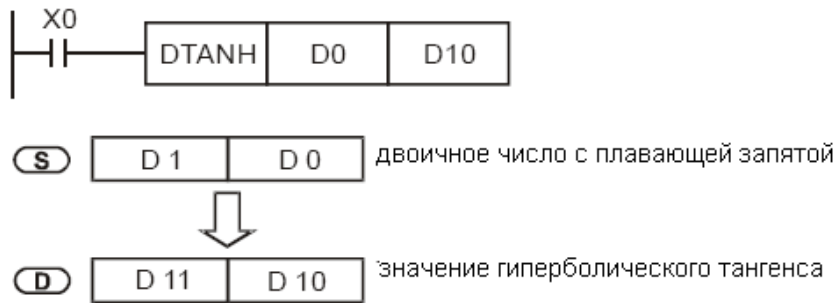 X0
DTANH D0 D10
S D 1 D 0 двоичное число с плавающей запятой
D D 11 D 10 значение гиперболического тангенса